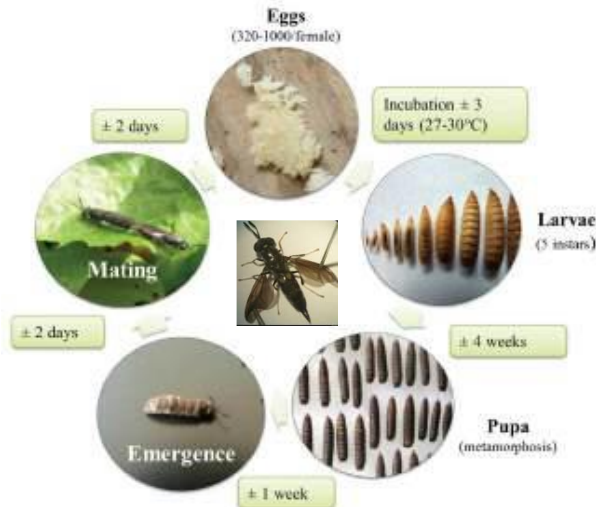 Eggs
(320-1000/female)
Incubation ± 3
days (27-30°C)
Larvae
(5 instars)
± 4 weeks
Pupa
(metamorphosis)
± 1 week
Emergence
± 2 days
Mating
± 2 days